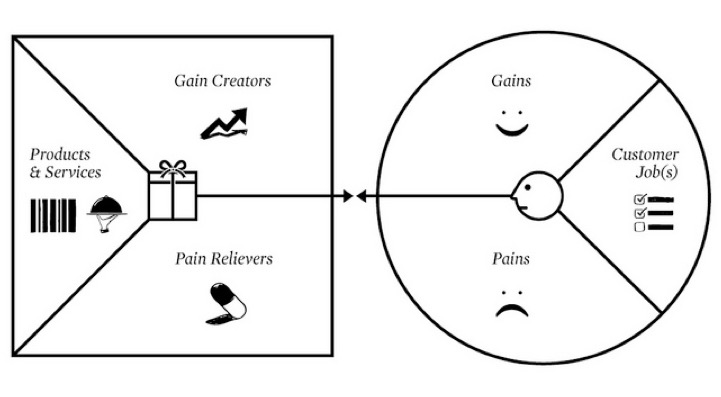 Gain Creators
Products
& Services
Pain Relievers
Gains
Customer
Job(s)
Pains